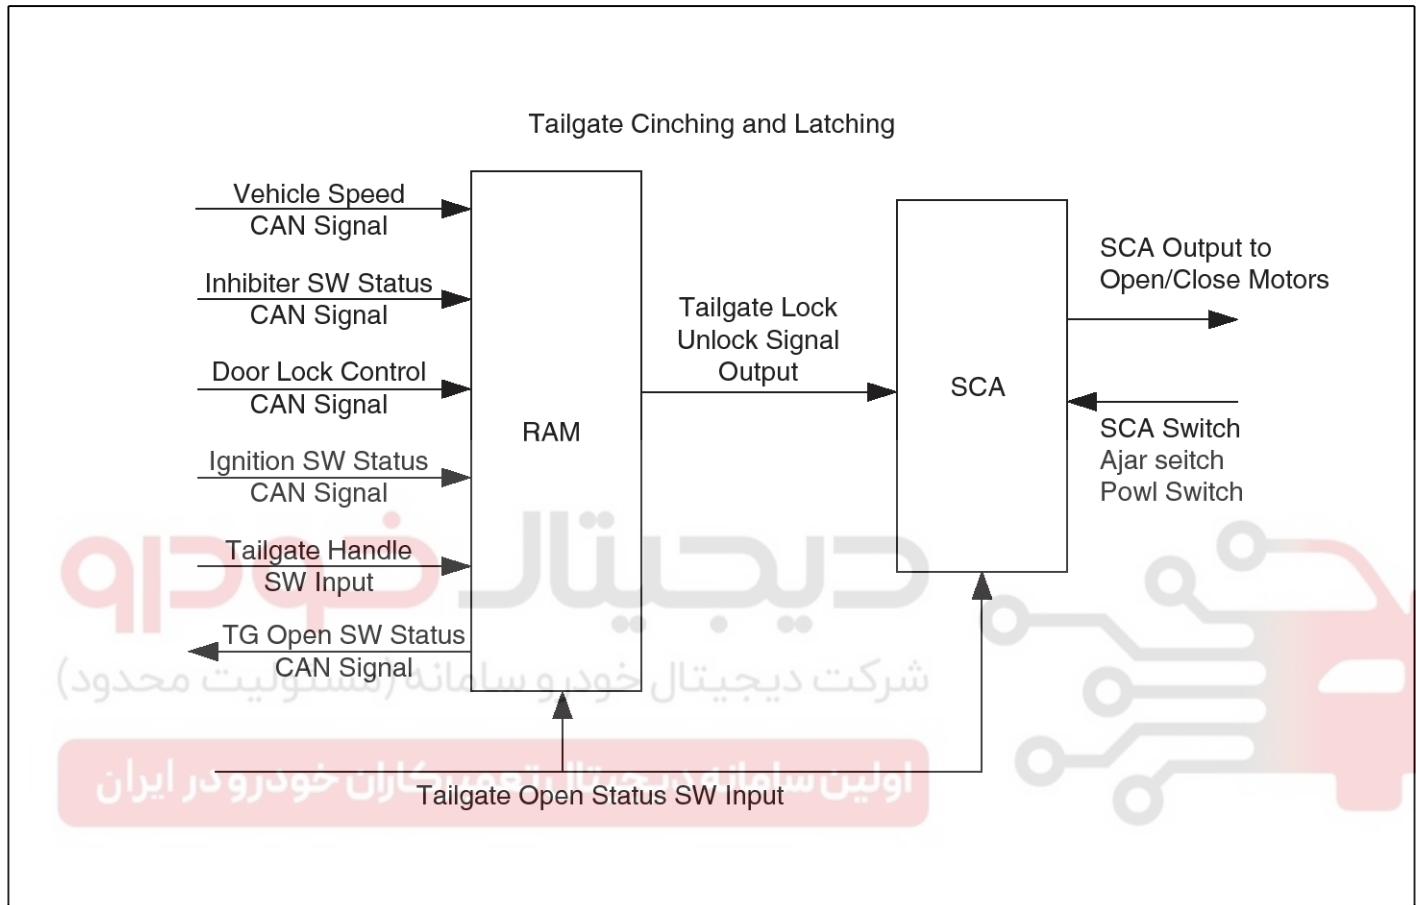 Tailgate Cinching and Latching
Vehicle Speed
CAN Signal
Inhibiter SW Status
CAN Signal
Door Lock Control
CAN Signal
Ignition SW Status
CAN Signal
Tailgate Handle
SW Input
TG Open SW Status
CAN Signal
RAM
Tailgate Lock
Unlock Signal
Output
SCA
SCA Output to
Open/Close Motors
SCA Switch
Ajar seitch
Powl Switch
Tailgate Open Status SW Input
دیجیتال خودرو
شرکت دیجیتال خودرو سامانه (مسئولیت محدود)
اولین سامانه دیجیتال تعمیرکاران خودرو در ایران